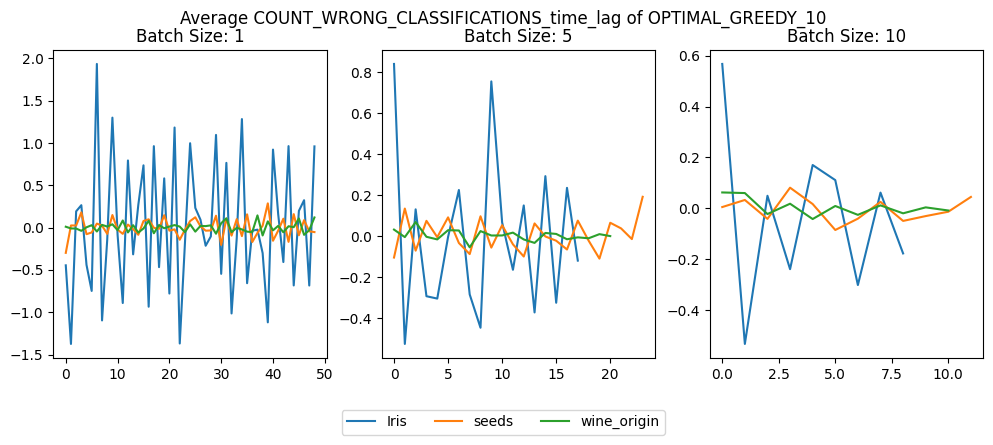 Average COUNT_WRONG_CLASSIFICATIONS_time_lag of OPTIMAL_GREEDY_10
Batch Size: 1
2.0
1.5
1.0
0.5
0.0
−0.5
−1.0
−1.5
0 10 20 30 40 50
Batch Size: 5
0.8
0.6
0.4
0.2
0.0
−0.2
−0.4
0 5 10 15 20
Batch Size: 10
0.6
0.4
0.2
0.0
−0.2
−0.4
0.0 2.5 5.0 7.5 10.0
Iris seeds wine_origin